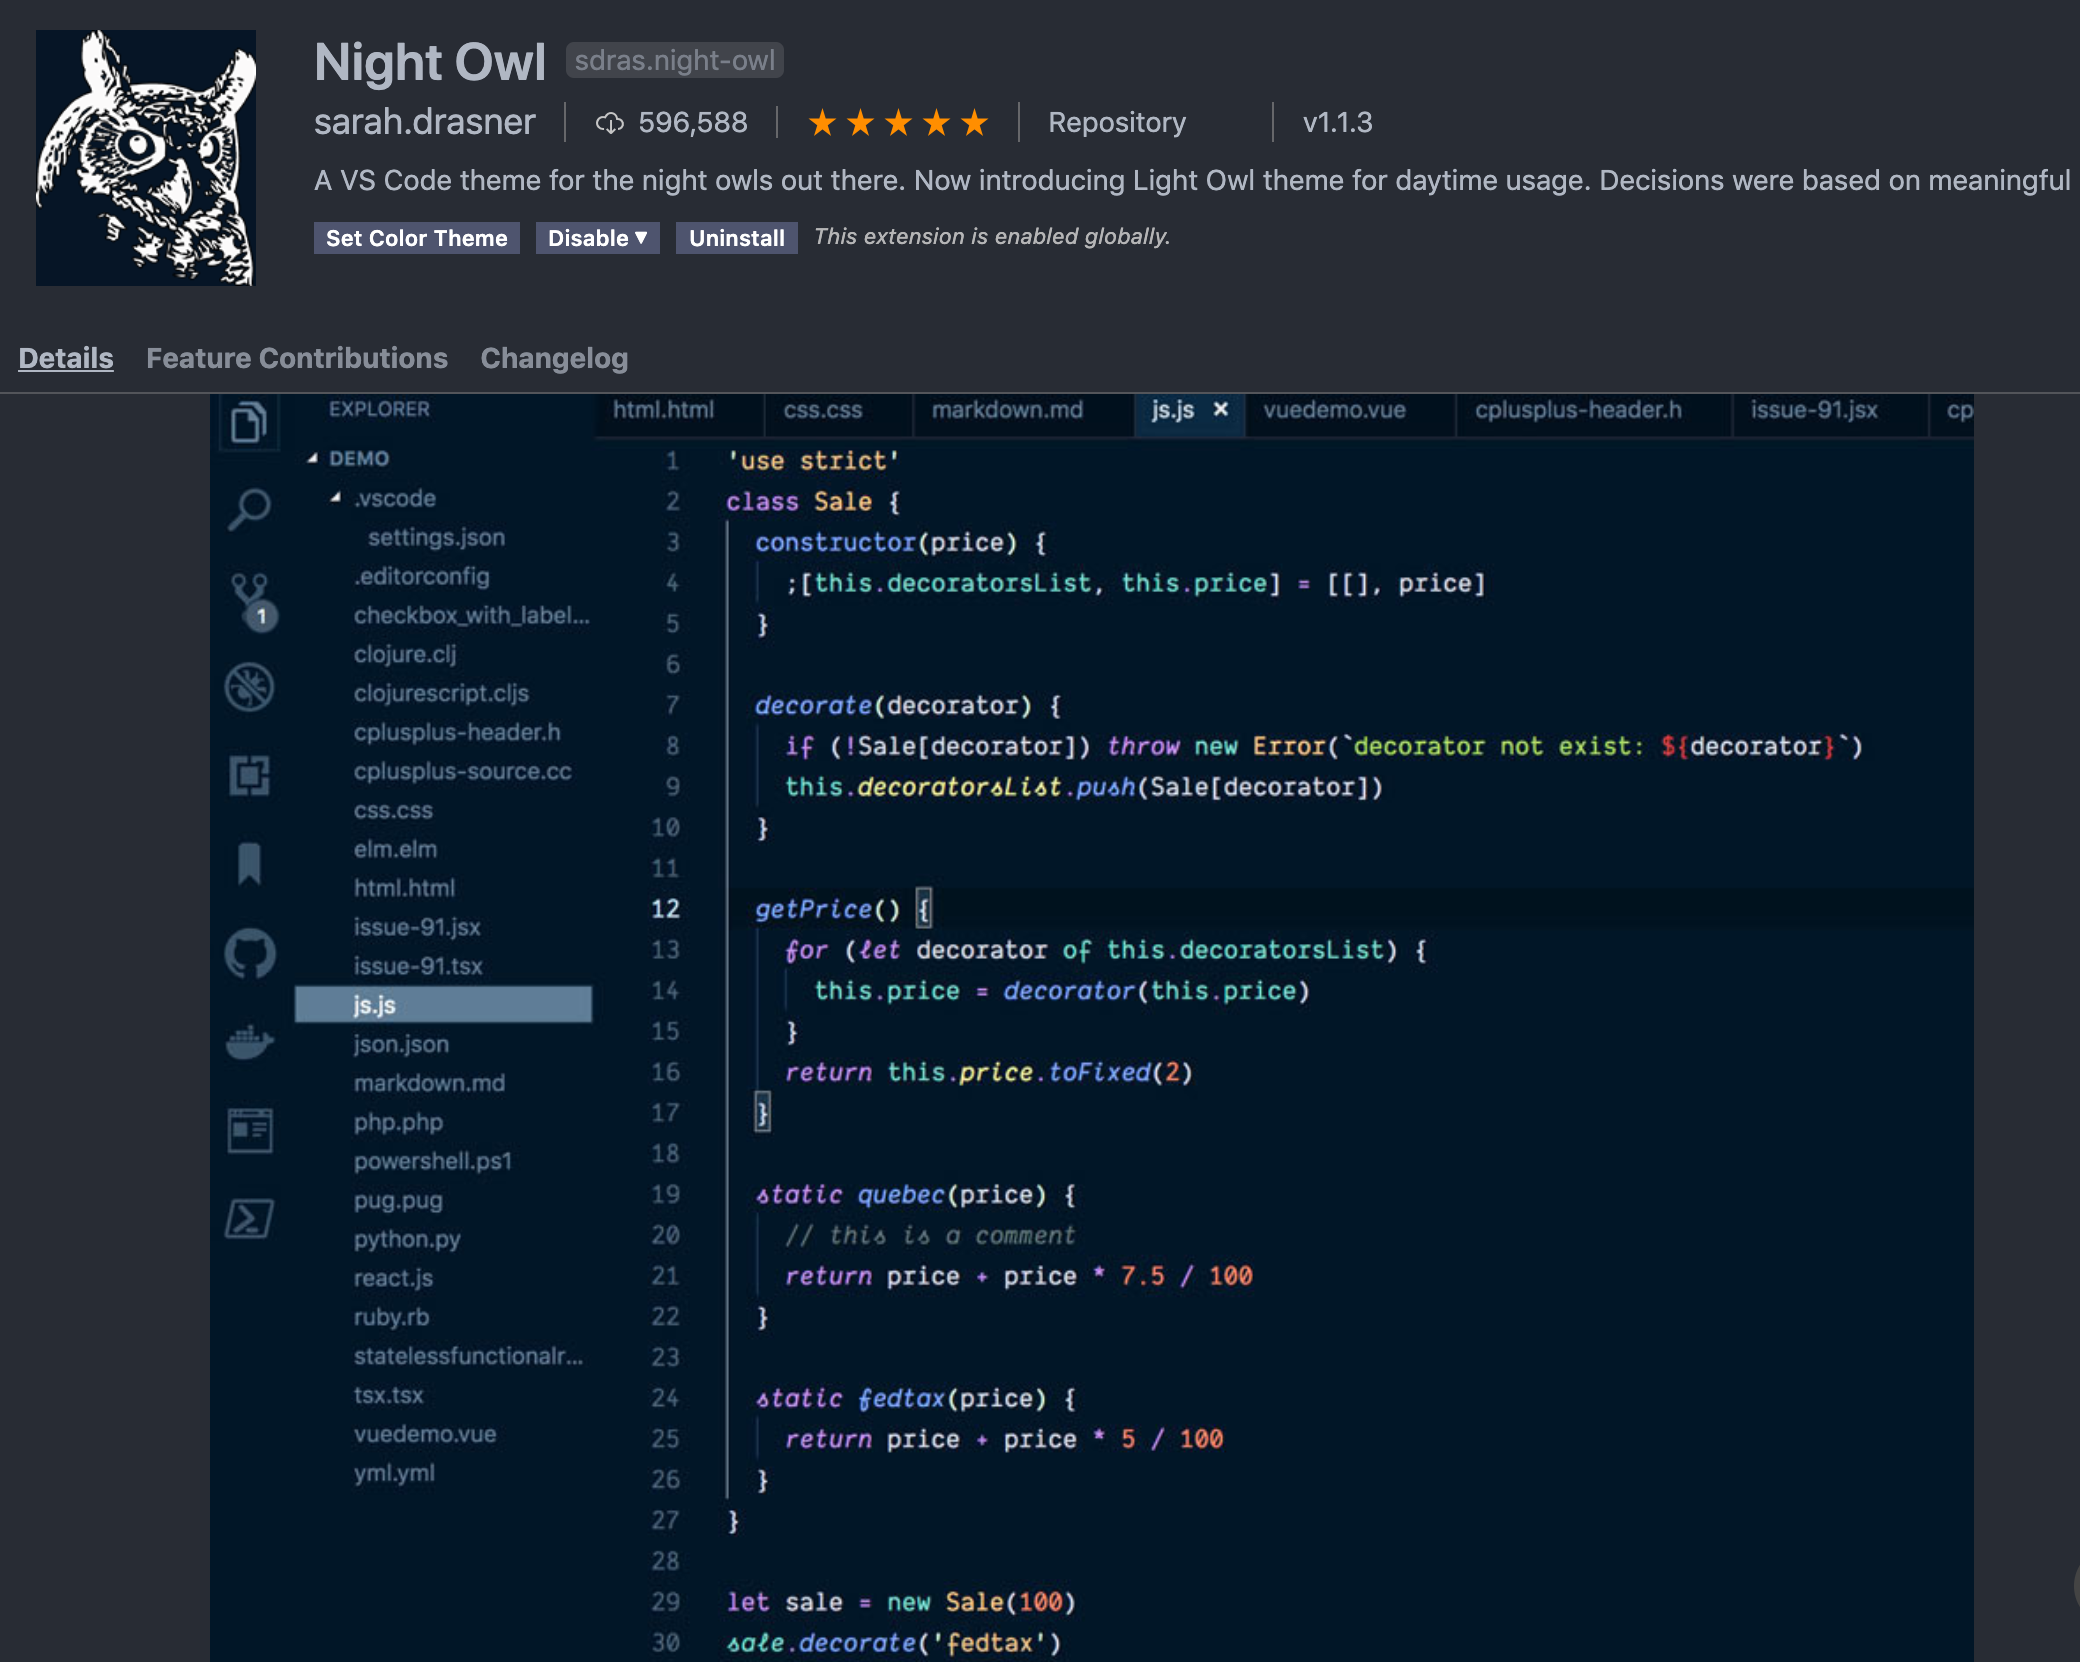 Night Owl sdras.night-owl
sarah.drasner 596,588 Repository v1.1.3
A VS Code theme for the night owls out there. Now introducing Light Owl theme for daytime usage. Decisions were based on meaningful
Set Color Theme Disable▼ Uninstall This extension is enabled globally.
Details Feature Contributions Changelog
EXPLORER
html.html css.css markdown.md js.js × vuedemo.vue cplusplus-header.h issue-91.jsx cp
DEMO
.vscode
settings.json
.editorconfig
1
checkbox_with_label...
clojure.clj
clojurescript.cljs
cplusplus-header.h
cplusplus-source.cc
css.css
elm.elm
html.html
issue-91.jsx
issue-91.tsx
js.js
json.json
markdown.md
php.php
powershell.ps1
pug.pug
python.py
react.js
ruby.rb
statelessfunctionalr...
tsx.tsx
vuedemo.vue
yml.yml
1 'use strict'
2 class Sale {
3 constructor(price) {
4 ;[this.decoratorsList, this.price] = [[], price]
5 }
6
7 decorate(decorator) {
8 if (!Sale[decorator]) throw new Error(`decorator not exist: ${decorator}`)
9 this.decoratorsList.push(Sale[decorator])
10 }
11
12 getPrice() {
13 for (let decorator of this.decoratorsList) {
14 this.price = decorator(this.price)
15 }
16 return this.price.toFixed(2)
17 }
18
19 static quebec(price) {
20 // this is a comment
21 return price + price * 7.5 / 100
22 }
23
24 static fedtax(price) {
25 return price + price * 5 / 100
26 }
27 }
28
29 let sale = new Sale(100)
30 sale.decorate('fedtax')